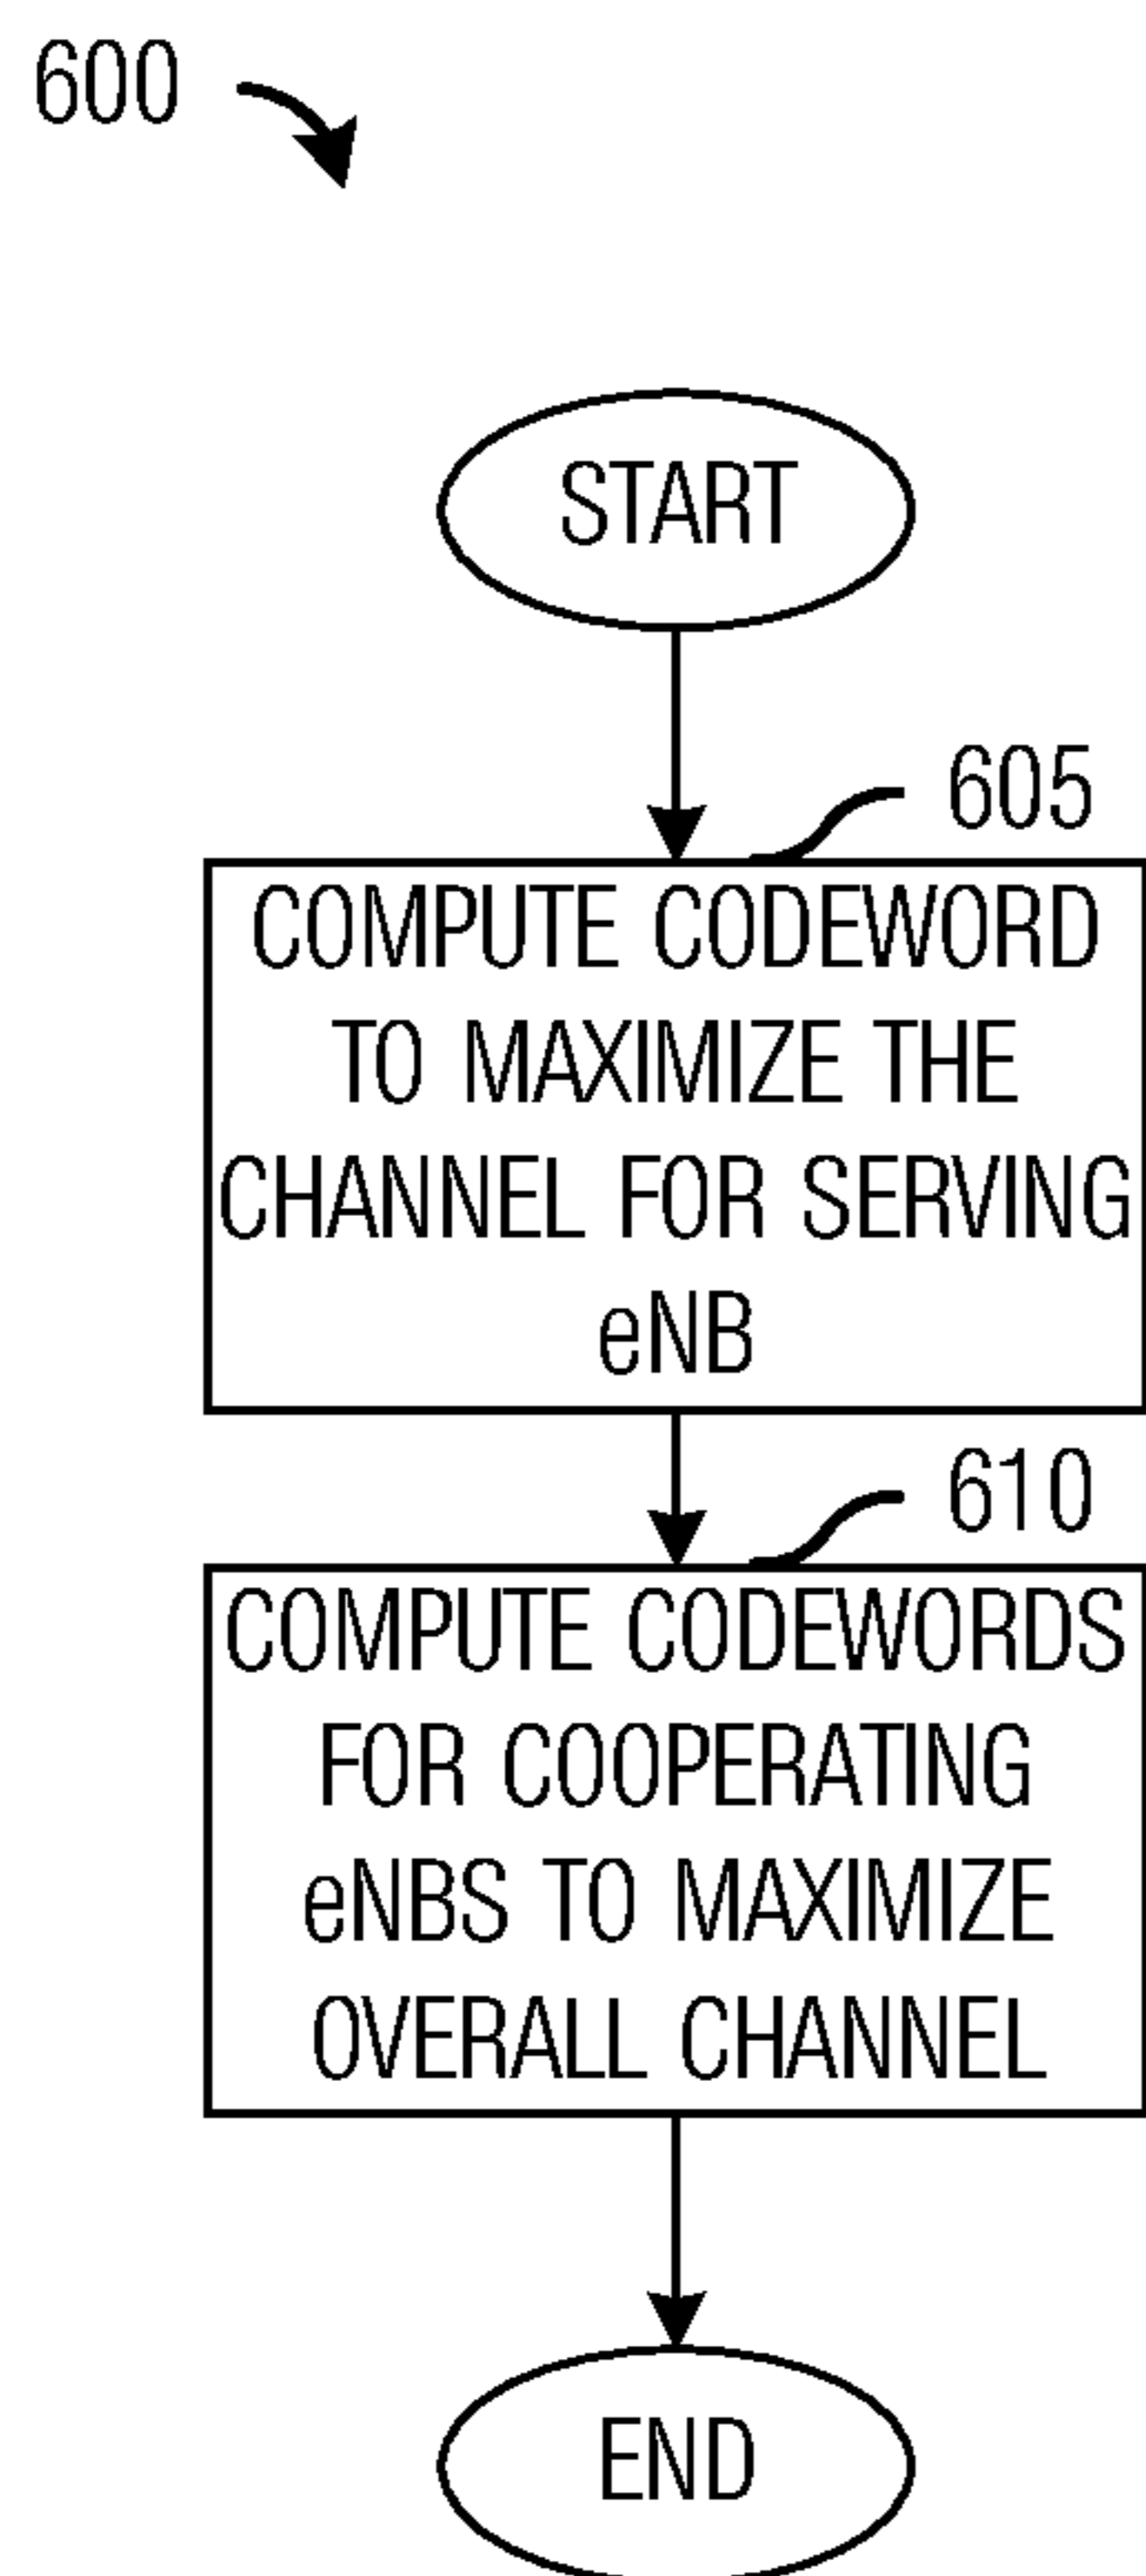 600
START
605
COMPUTE CODEWORD
TO MAXIMIZE THE
CHANNEL FOR SERVING
eNB
610
COMPUTE CODEWORDS
FOR COOPERATING
eNBS TO MAXIMIZE
OVERALL CHANNEL
END